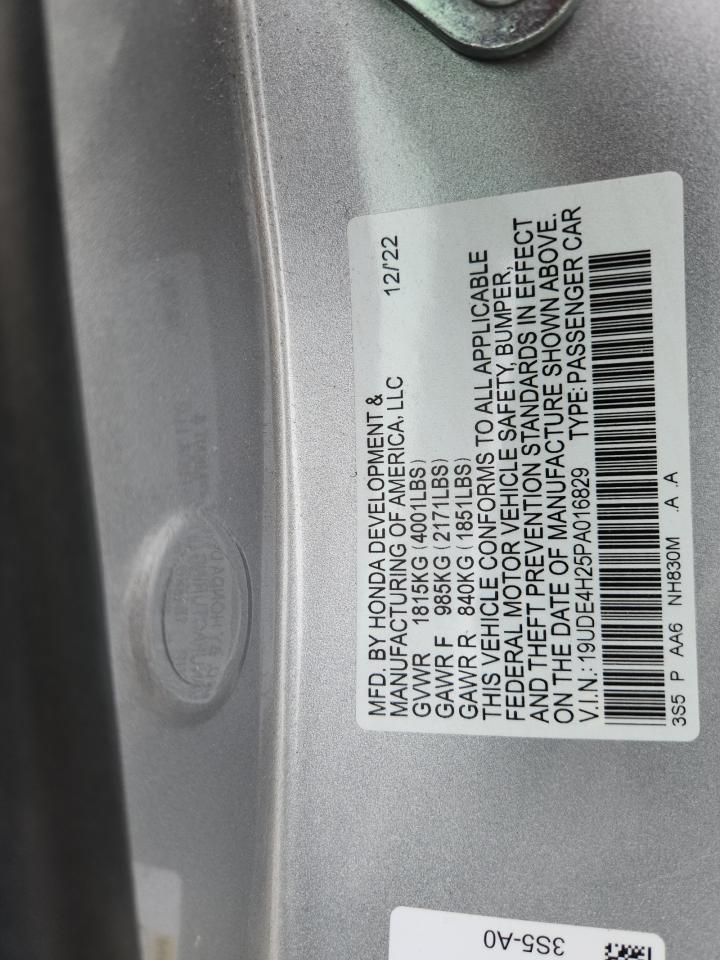 MFD. BY HONDA DEVELOPMENT &
MANUFACTURING OF AMERICA, LLC 12/'22
GVWR 1815KG (4001LBS)
GAWR F 985KG (2171LBS)
GAWR R 840KG (1851LBS)
THIS VEHICLE CONFORMS TO ALL APPLICABLE
FEDERAL MOTOR VEHICLE SAFETY, BUMPER,
AND THEFT PREVENTION STANDARDS IN EFFECT
ON THE DATE OF MANUFACTURE SHOWN ABOVE.
V.I.N.: 19UDE4H25PA016829 TYPE: PASSENGER CAR
3S5 P AA6 NH830M .A .A
3S5-A0